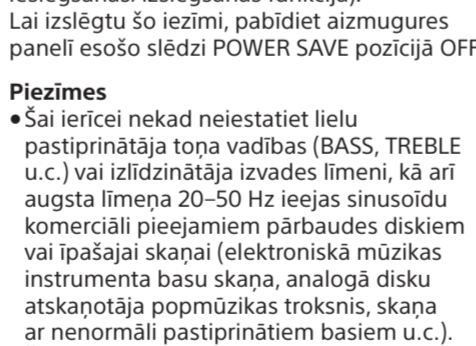 Lai izslēgtu šo iezīmi, pabīdiet aizmugures
panelī esošo slēdzi POWER SAVE pozīcijā OFF
Piezīmes
• Šai ierīcei nekad neiestatiet lielu
pastiprinātāja toņa vadības (BASS, TREBLE
u.c.) vai izlīdzinātāja izvades līmeni, kā arī
augsta līmeņa 20–50 Hz ieejas sinusoīdu
komerciāli pieejamiem pārbaudes diskiem
vai īpašajai skaņai (elektroniskā mūzikas
instrumenta basu skaņa, analogā disku
atskaņotāja popmūzikas troksnis, skaņa
ar nenormāli pastiprinātiem basiem u.c.).